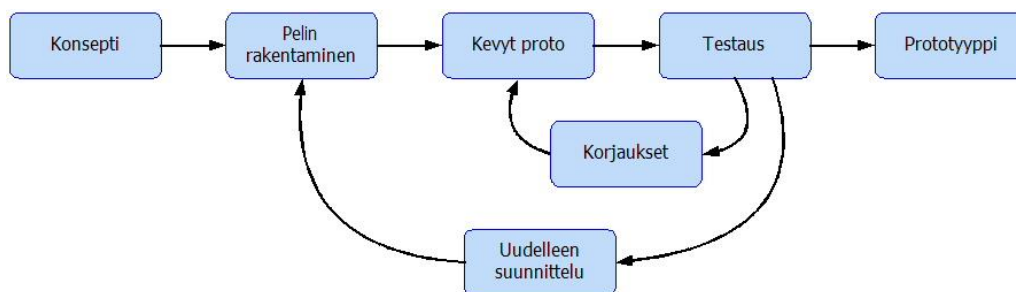 Konsepti
Pelin
rakentaminen
Kevyt proto
Testaus
Prototyyppi
Korjaukset
Uudelleen
suunnittelu